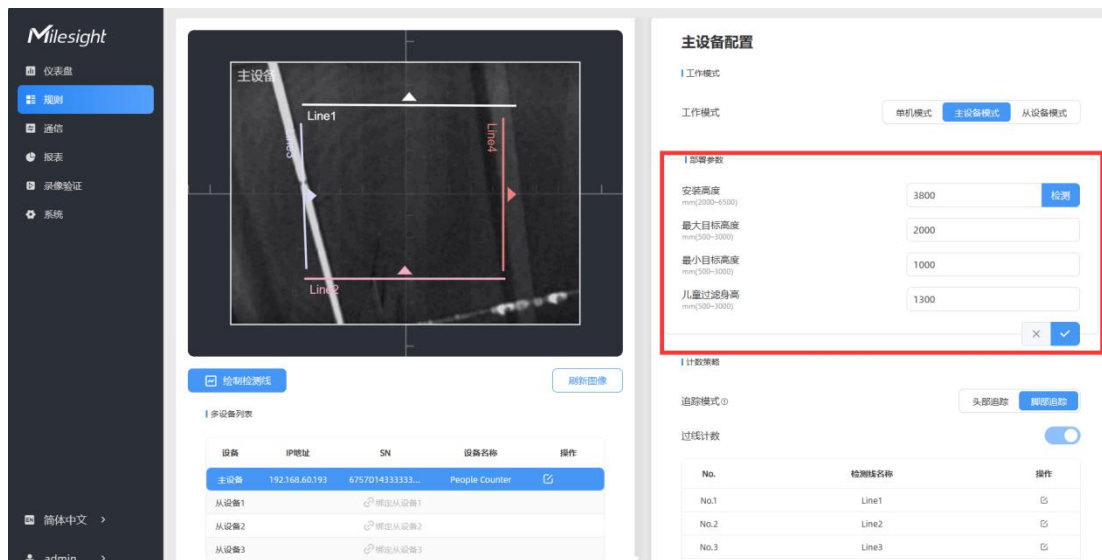 Milesight
仪表盘
规则
通信
报表
录像验证
系统
简体中文 >
admin >
主设备
Line1
Line3
Line4
Line2
绘制检测线
刷新图像
多设备列表
设备 IP地址 SN 设备名称 操作
主设备 192.168.60.193 6757D14333333... People Counter
从设备1 绑定从设备1
从设备2 绑定从设备2
从设备3 绑定从设备3
主设备配置
工作模式
工作模式 单机模式 主设备模式 从设备模式
部署参数
安装高度 3800 检测
mm(2000~6500)
最大目标高度 2000
mm(500~3000)
最小目标高度 1000
mm(500~3000)
儿童过滤身高 1300
mm(500~3000)
计数策略
追踪模式 头部追踪 脚部追踪
过线计数
No. 检测线名称 操作
No.1 Line1
No.2 Line2
No.3 Line3